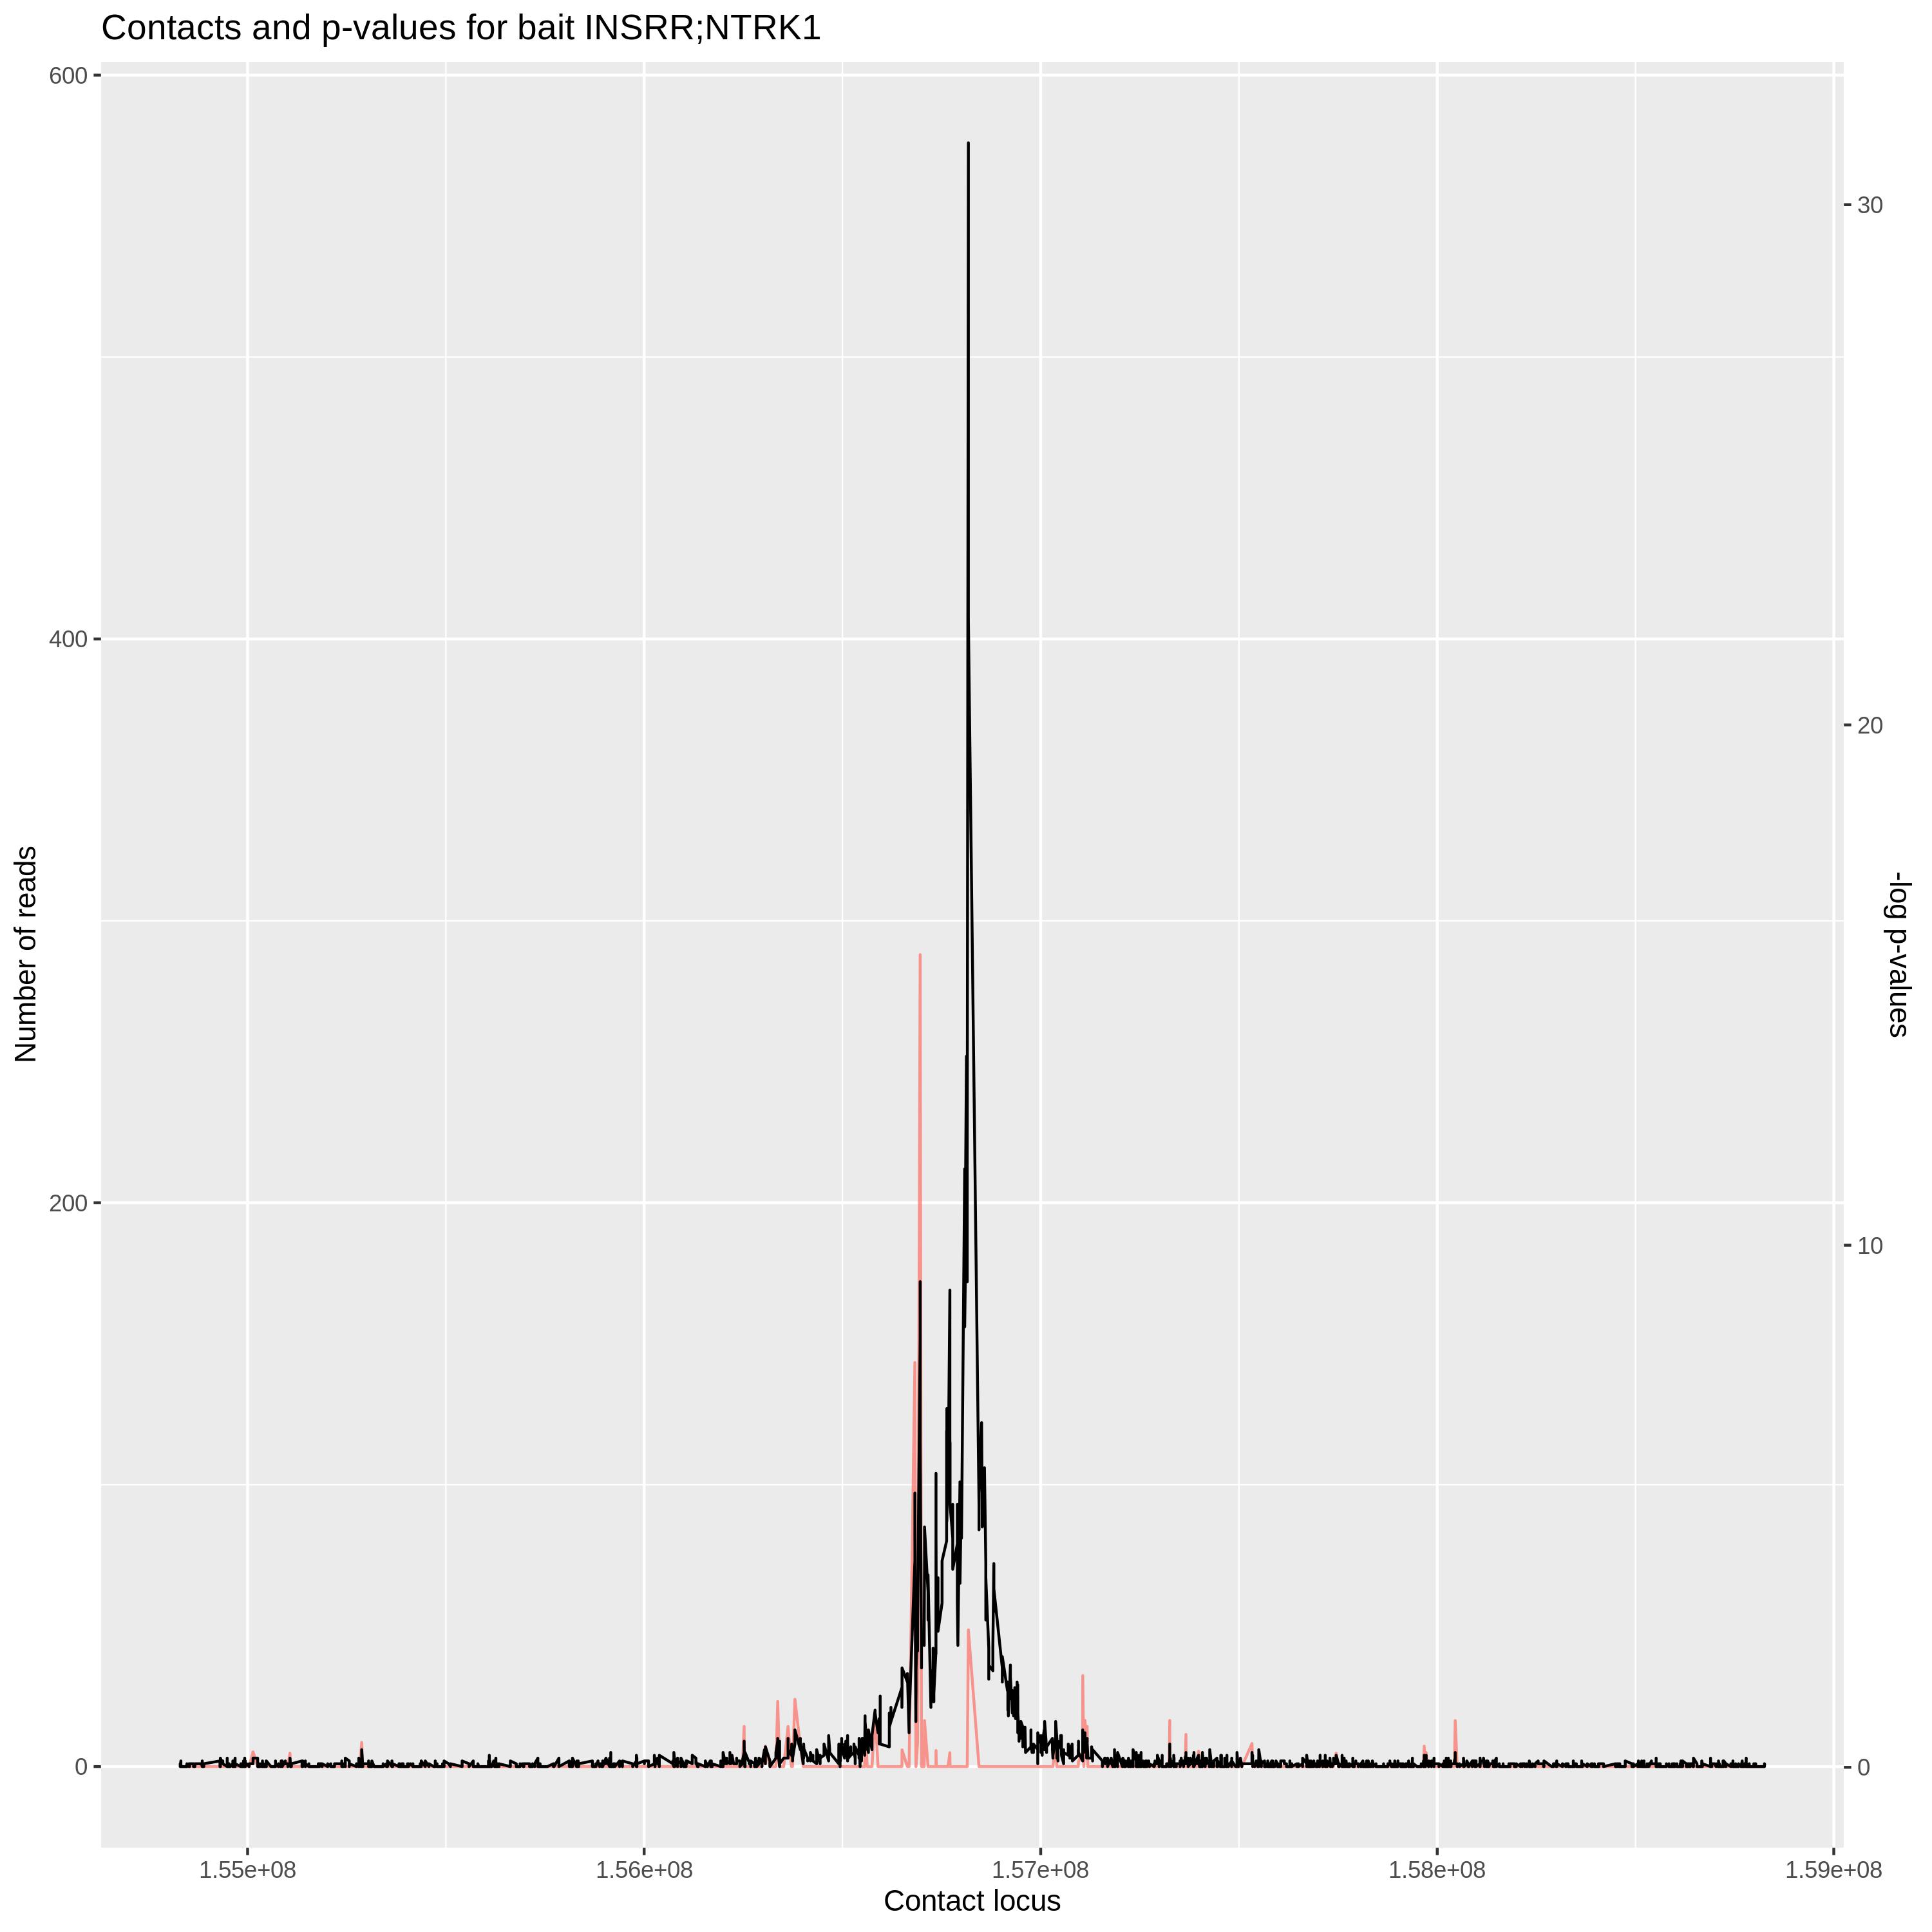 Contacts and p-values for bait INSRR;NTRK1
600
400
200
0
30
20
10
0
Number of reads
-log p-values
1.55e+08
1.56e+08
1.57e+08
1.58e+08
1.59e+08
Contact locus